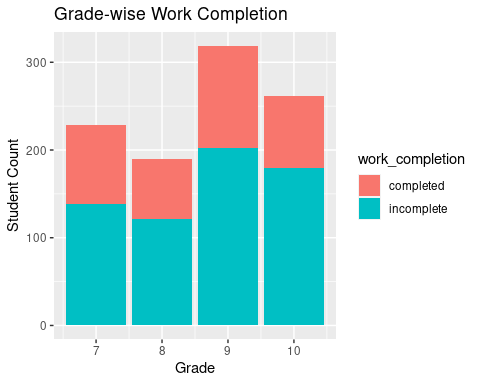 Grade-wise Work Completion
300
200
100
0
Student Count
7 8 9 10
Grade
work_completion
completed
incomplete